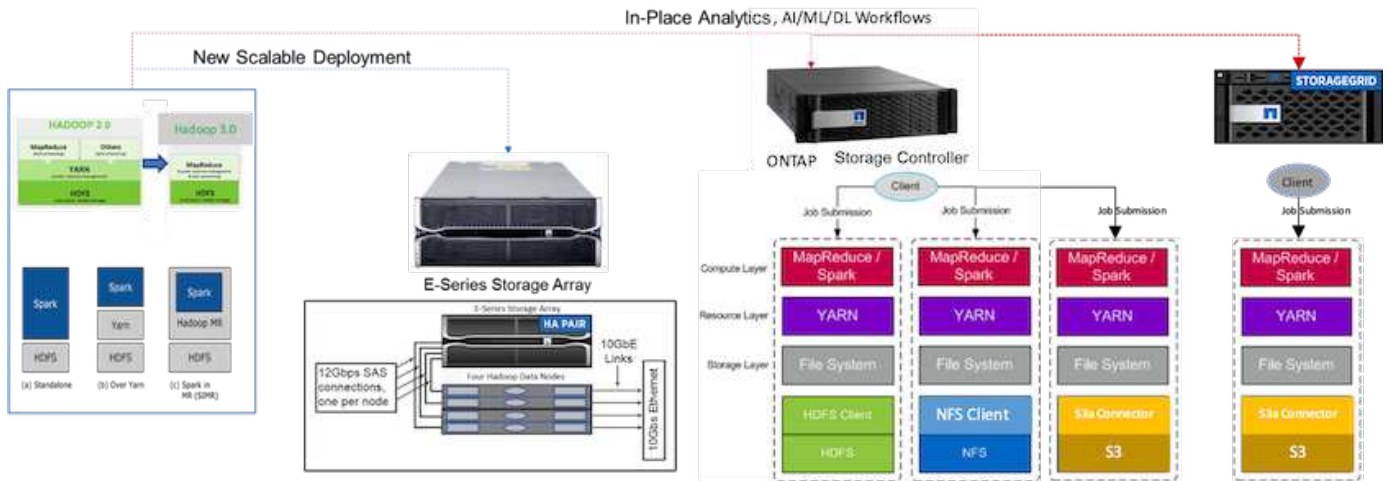 In-Place Analytics, AI/ML/DL Workflows
New Scalable Deployment
HADOOP 2.0
MapReduce
Others
YARN
HDFS
Hadoop 3.0
MapReduce
HDFS
Spark
HDFS
(a) Standalone
Spark
Yarn
HDFS
(b) Over Yarn
Spark
Hadoop MR
HDFS
(c) Spark in
MR (SIMR)
E-Series Storage Array
E-Series Storage Array
HA PAIR
12Gbps SAS
connections,
one per node
Four Hadoop Data Nodes
10GbE
Links
10Gbs Ethernet
ONTAP
Storage Controller
STORAGEGRID
Client
Job Submission
Job Submission
Job Submission
Compute Layer
Resource Layer
Storage Layer
MapReduce /
Spark
YARN
File System
HDFS Client
HDFS
MapReduce /
Spark
YARN
File System
NFS Client
NFS
MapReduce /
Spark
YARN
File System
S3a Connector
S3
Client
Job Submission
MapReduce /
Spark
YARN
File System
S3a Connector
S3